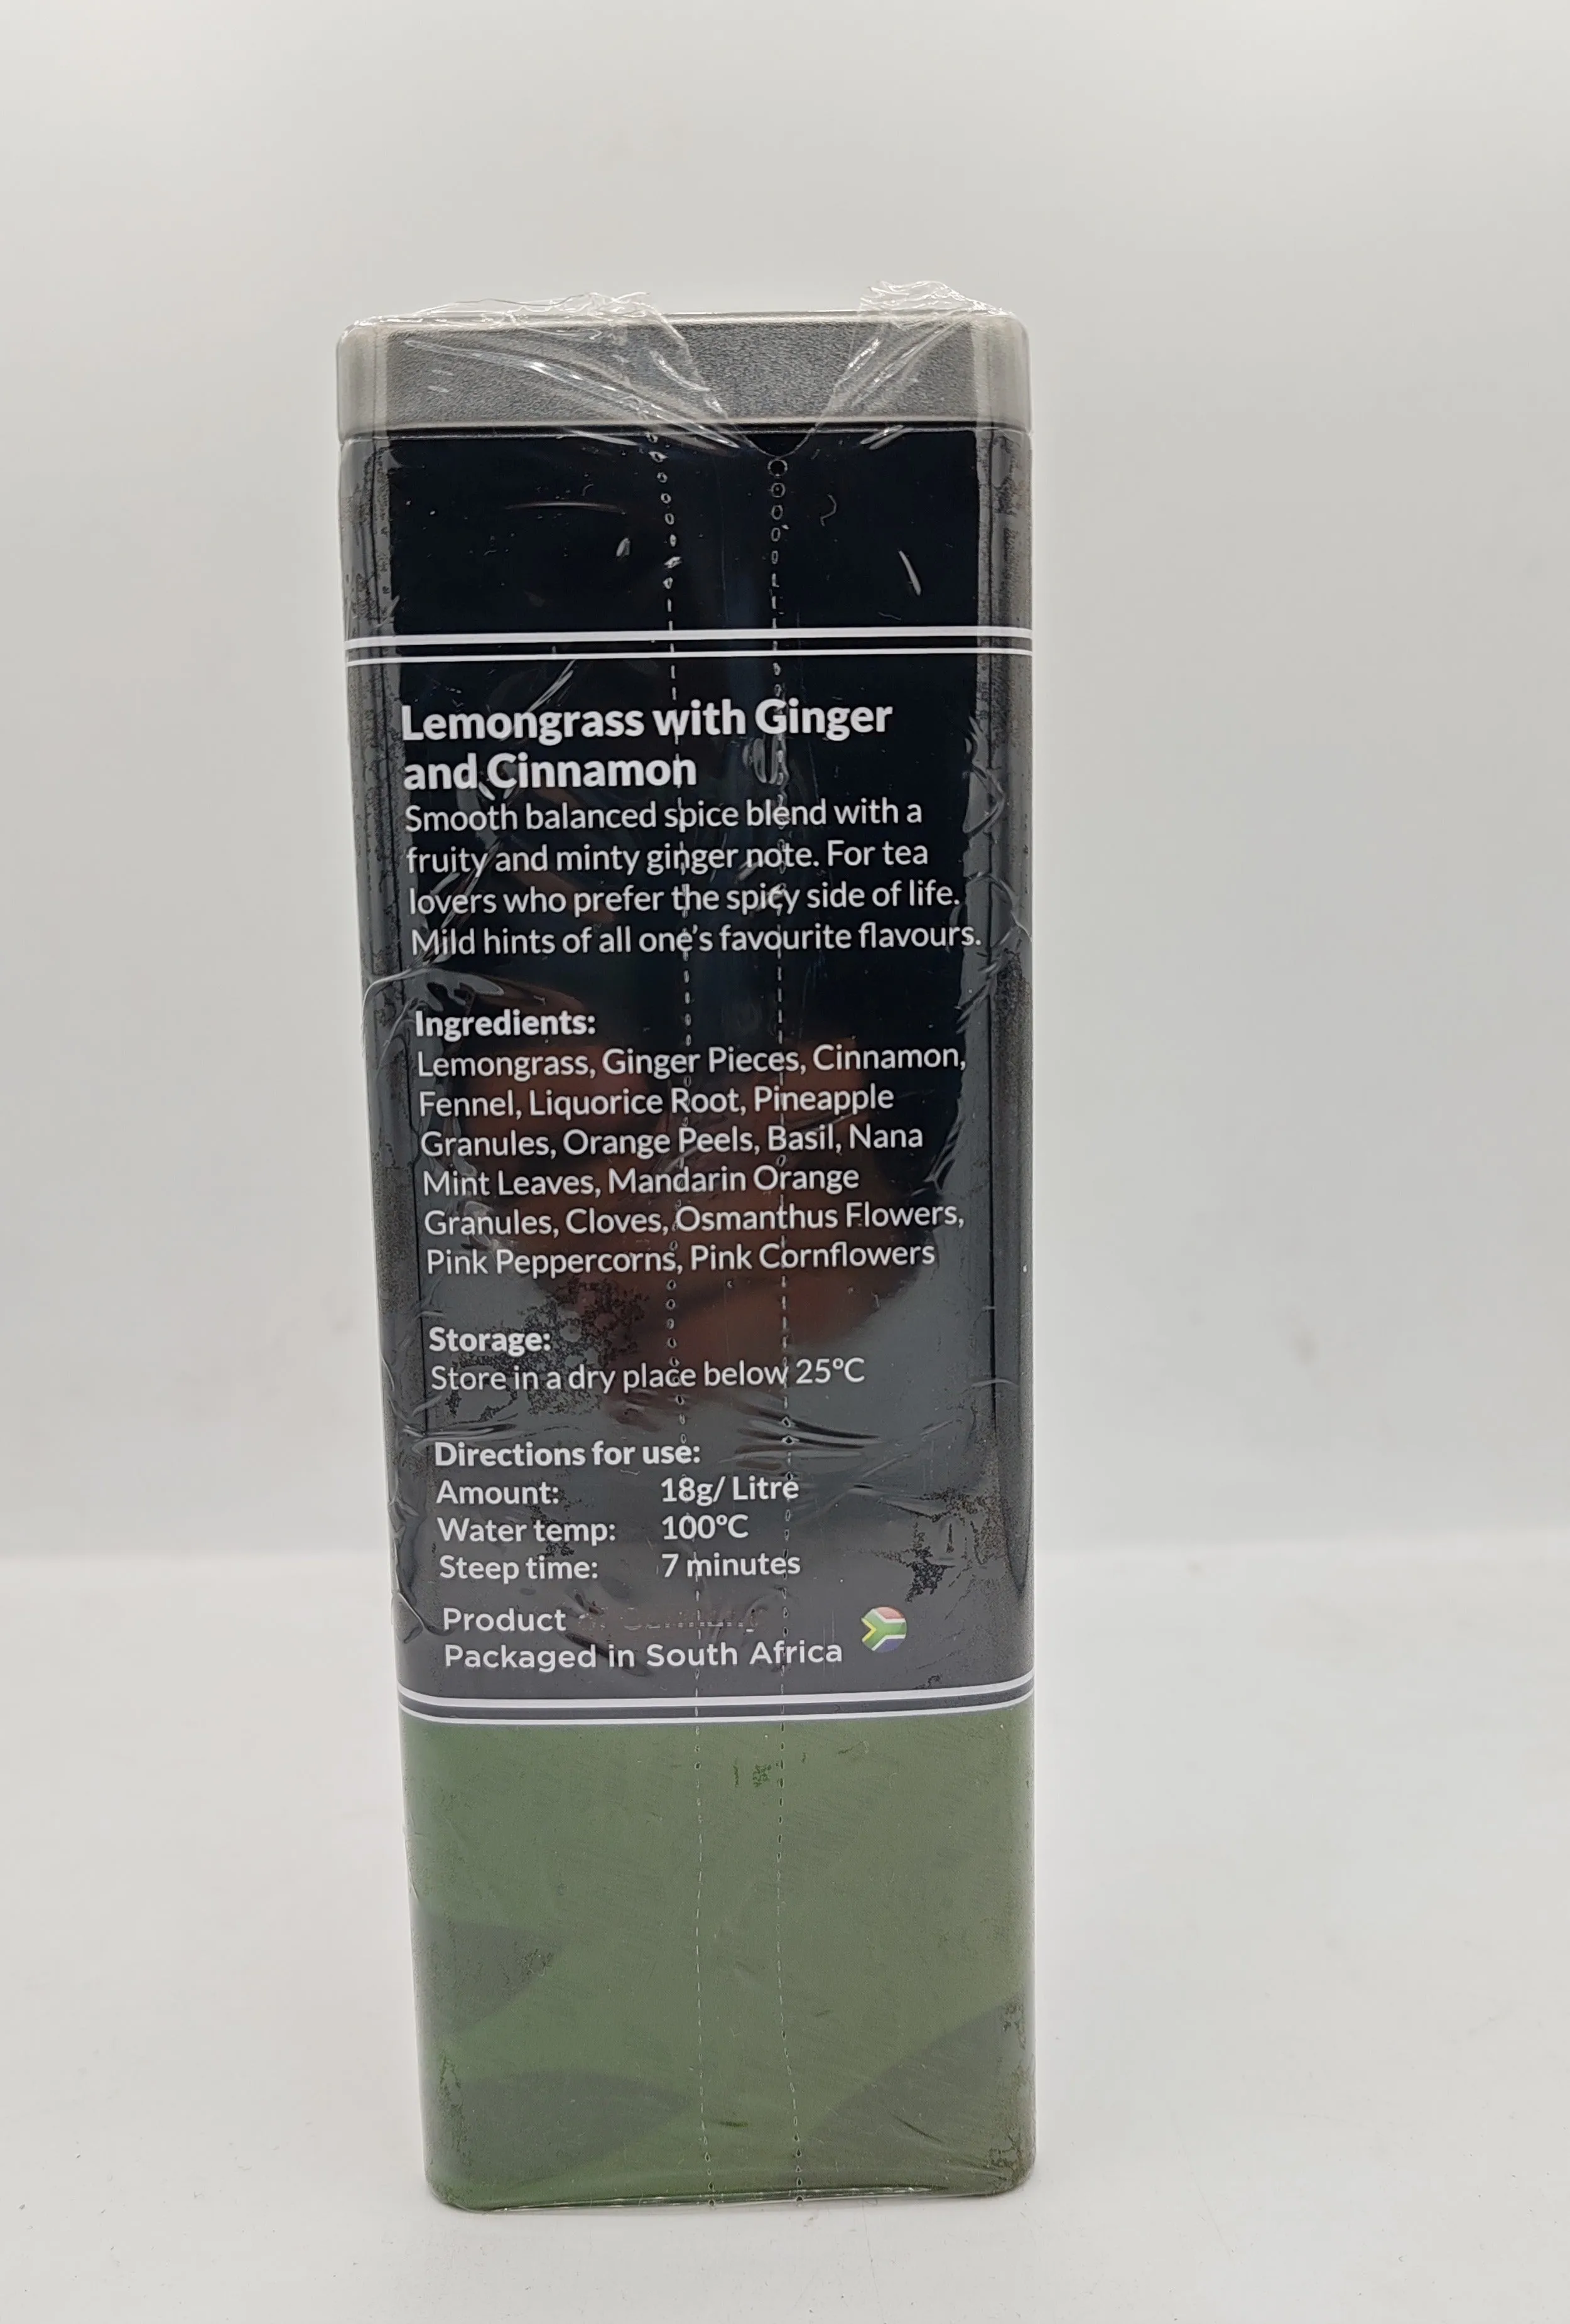 Lemongrass with Ginger
and Cinnamon
Smooth balanced spice blend with a
fruity and minty ginger note. For tea
lovers who prefer the spicy side of life.
Mild hints of all one's favourite flavours.
Ingredients:
Lemongrass, Ginger Pieces, Cinnamon,
Fennel, Liquorice Root, Pineapple
Granules, Orange Peels, Basil, Nana
Mint Leaves, Mandarin Orange
Granules, Cloves, Osmanthus Flowers,
Pink Peppercorns, Pink Cornflowers
Storage:
Store in a dry place below 25°C
Directions for use:
Amount: 18g/ Litre
Water temp: 100°C
Steep time: 7 minutes
Product
Packaged in South Africa